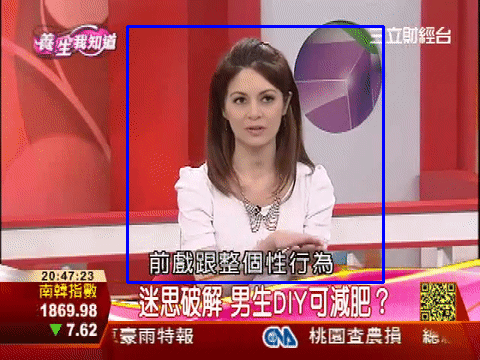 養生我知道
三立財經台
前戲跟整個性行為
20:47:23
南韓指數
1869.98
▼7.62
迷思破解 男生DIY可減肥?
豪雨特報
CNA
桃園查農損